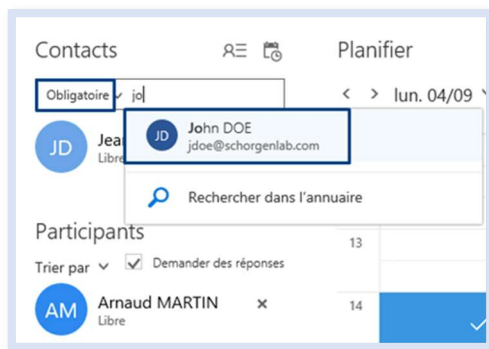 Contacts
Planifier
Obligatoire jo
< > lun. 04/09
JD
John DOE
jdoe@schorgenlab.com
JD
Jea
Libre
Rechercher dans l'annuaire
Participants
13
Trier par
Demander des réponses
AM
Arnaud MARTIN ×
Libre
14